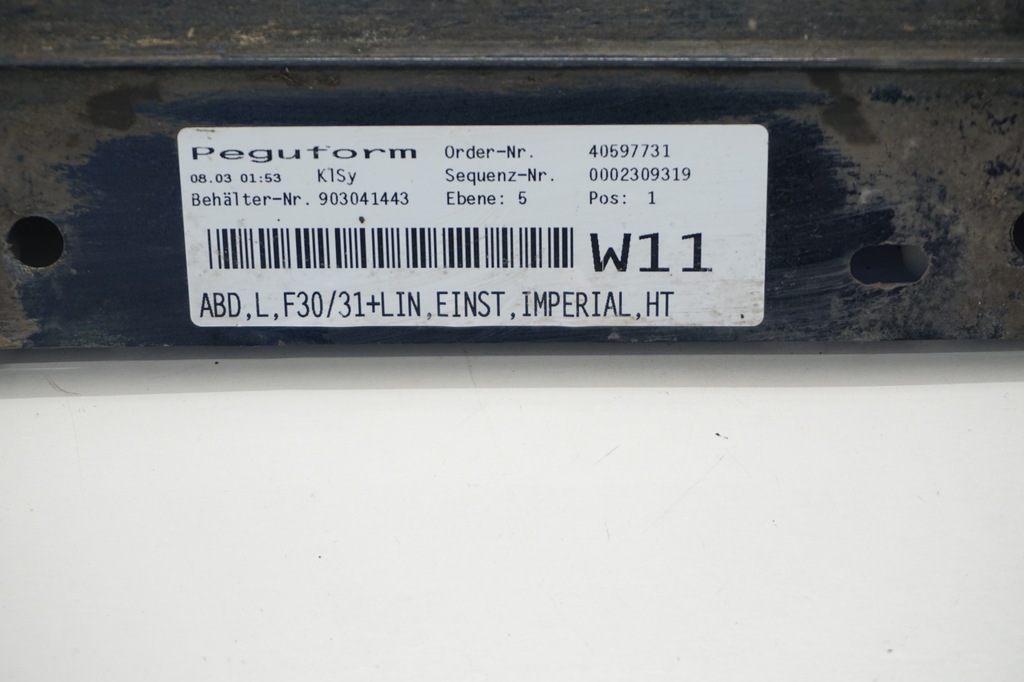 Peguform Order-Nr. 40597731
08.03 01:53 KlSy Sequenz-Nr. 0002309319
Behälter-Nr. 903041443 Ebene: 5 Pos: 1
W11
ABD,L,F30/31+LIN,EINST,IMPERIAL,HT